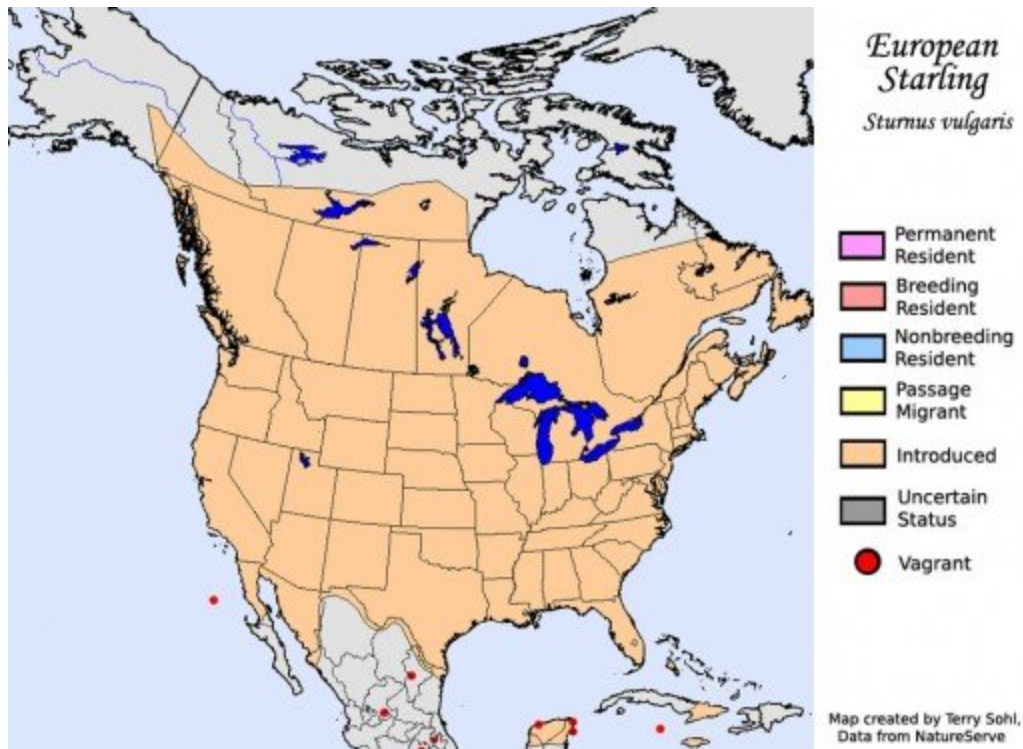 European
Starling
Sturnus vulgaris
Permanent
Resident
Breeding
Resident
Nonbreeding
Resident
Passage
Migrant
Introduced
Uncertain
Status
Vagrant
Map created by Terry Sohl,
Data from NatureServe